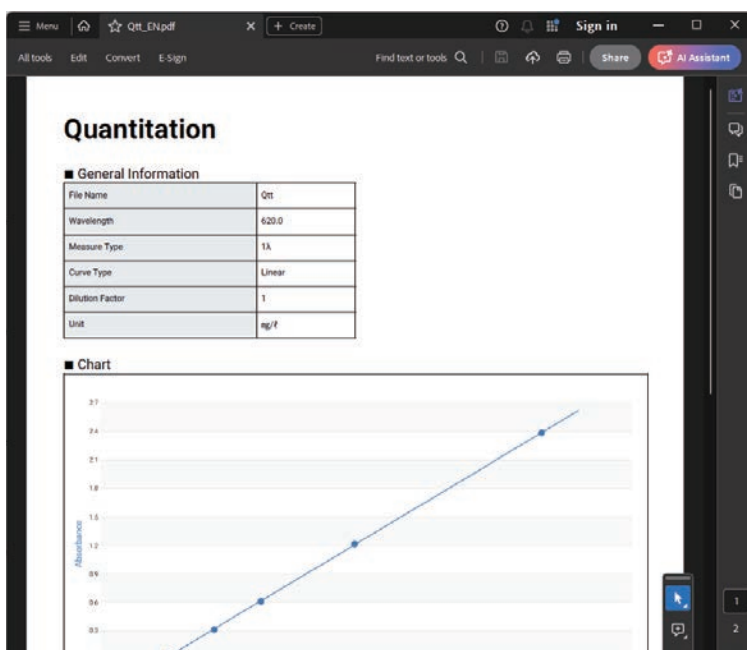 Menu Qtt_EN.pdf + Create Sign in
All tools Edit Convert E-Sign Find text or tools Share AI Assistant
Quantitation
■ General Information
File Name Qtt
Wavelength 620.0
Measure Type 1λ
Curve Type Linear
Dilution Factor 1
Unit mg/ℓ
■ Chart
2.7
2.4
2.1
1.8
1.5
1.2
0.9
0.6
0.3
Absorbance
1
2